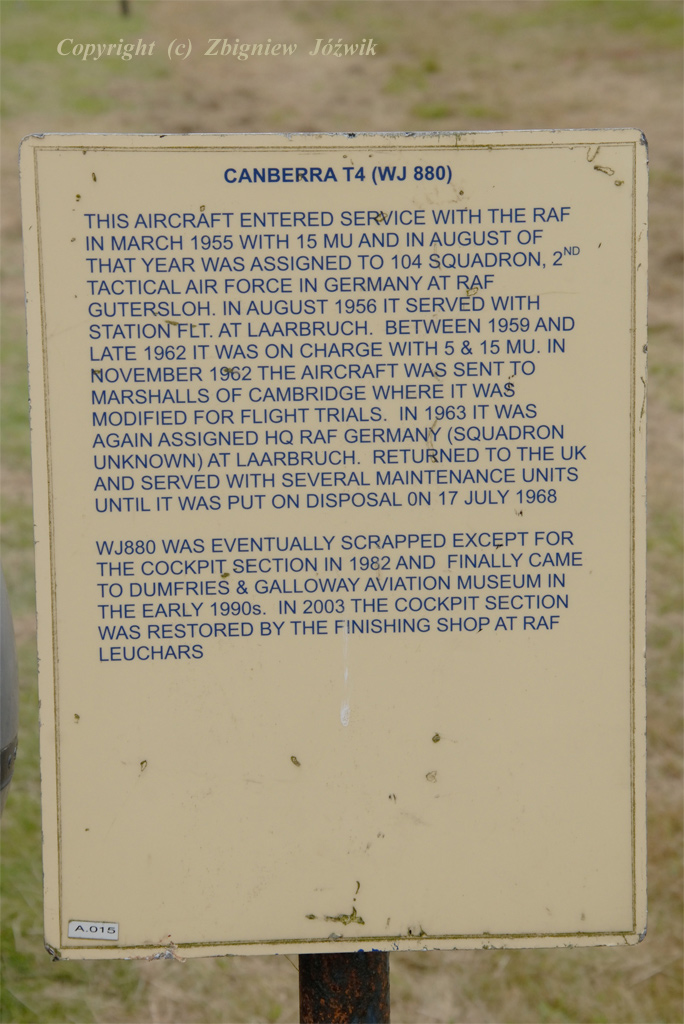 Copyright (c) Zbigniew Jóźwik
CANBERRA T4 (WJ 880)
THIS AIRCRAFT ENTERED SERVICE WITH THE RAF
IN MARCH 1955 WITH 15 MU AND IN AUGUST OF
THAT YEAR WAS ASSIGNED TO 104 SQUADRON, 2ND
TACTICAL AIR FORCE IN GERMANY AT RAF
GUTERSLOH. IN AUGUST 1956 IT SERVED WITH
STATION FLT. AT LAARBRUCH. BETWEEN 1959 AND
LATE 1962 IT WAS ON CHARGE WITH 5 & 15 MU. IN
NOVEMBER 1962 THE AIRCRAFT WAS SENT TO
MARSHALLS OF CAMBRIDGE WHERE IT WAS
MODIFIED FOR FLIGHT TRIALS. IN 1963 IT WAS
AGAIN ASSIGNED HQ RAF GERMANY (SQUADRON
UNKNOWN) AT LAARBRUCH. RETURNED TO THE UK
AND SERVED WITH SEVERAL MAINTENANCE UNITS
UNTIL IT WAS PUT ON DISPOSAL 0N 17 JULY 1968
WJ880 WAS EVENTUALLY SCRAPPED EXCEPT FOR
THE COCKPIT SECTION IN 1982 AND FINALLY CAME
TO DUMFRIES & GALLOWAY AVIATION MUSEUM IN
THE EARLY 1990s. IN 2003 THE COCKPIT SECTION
WAS RESTORED BY THE FINISHING SHOP AT RAF
LEUCHARS
A.015